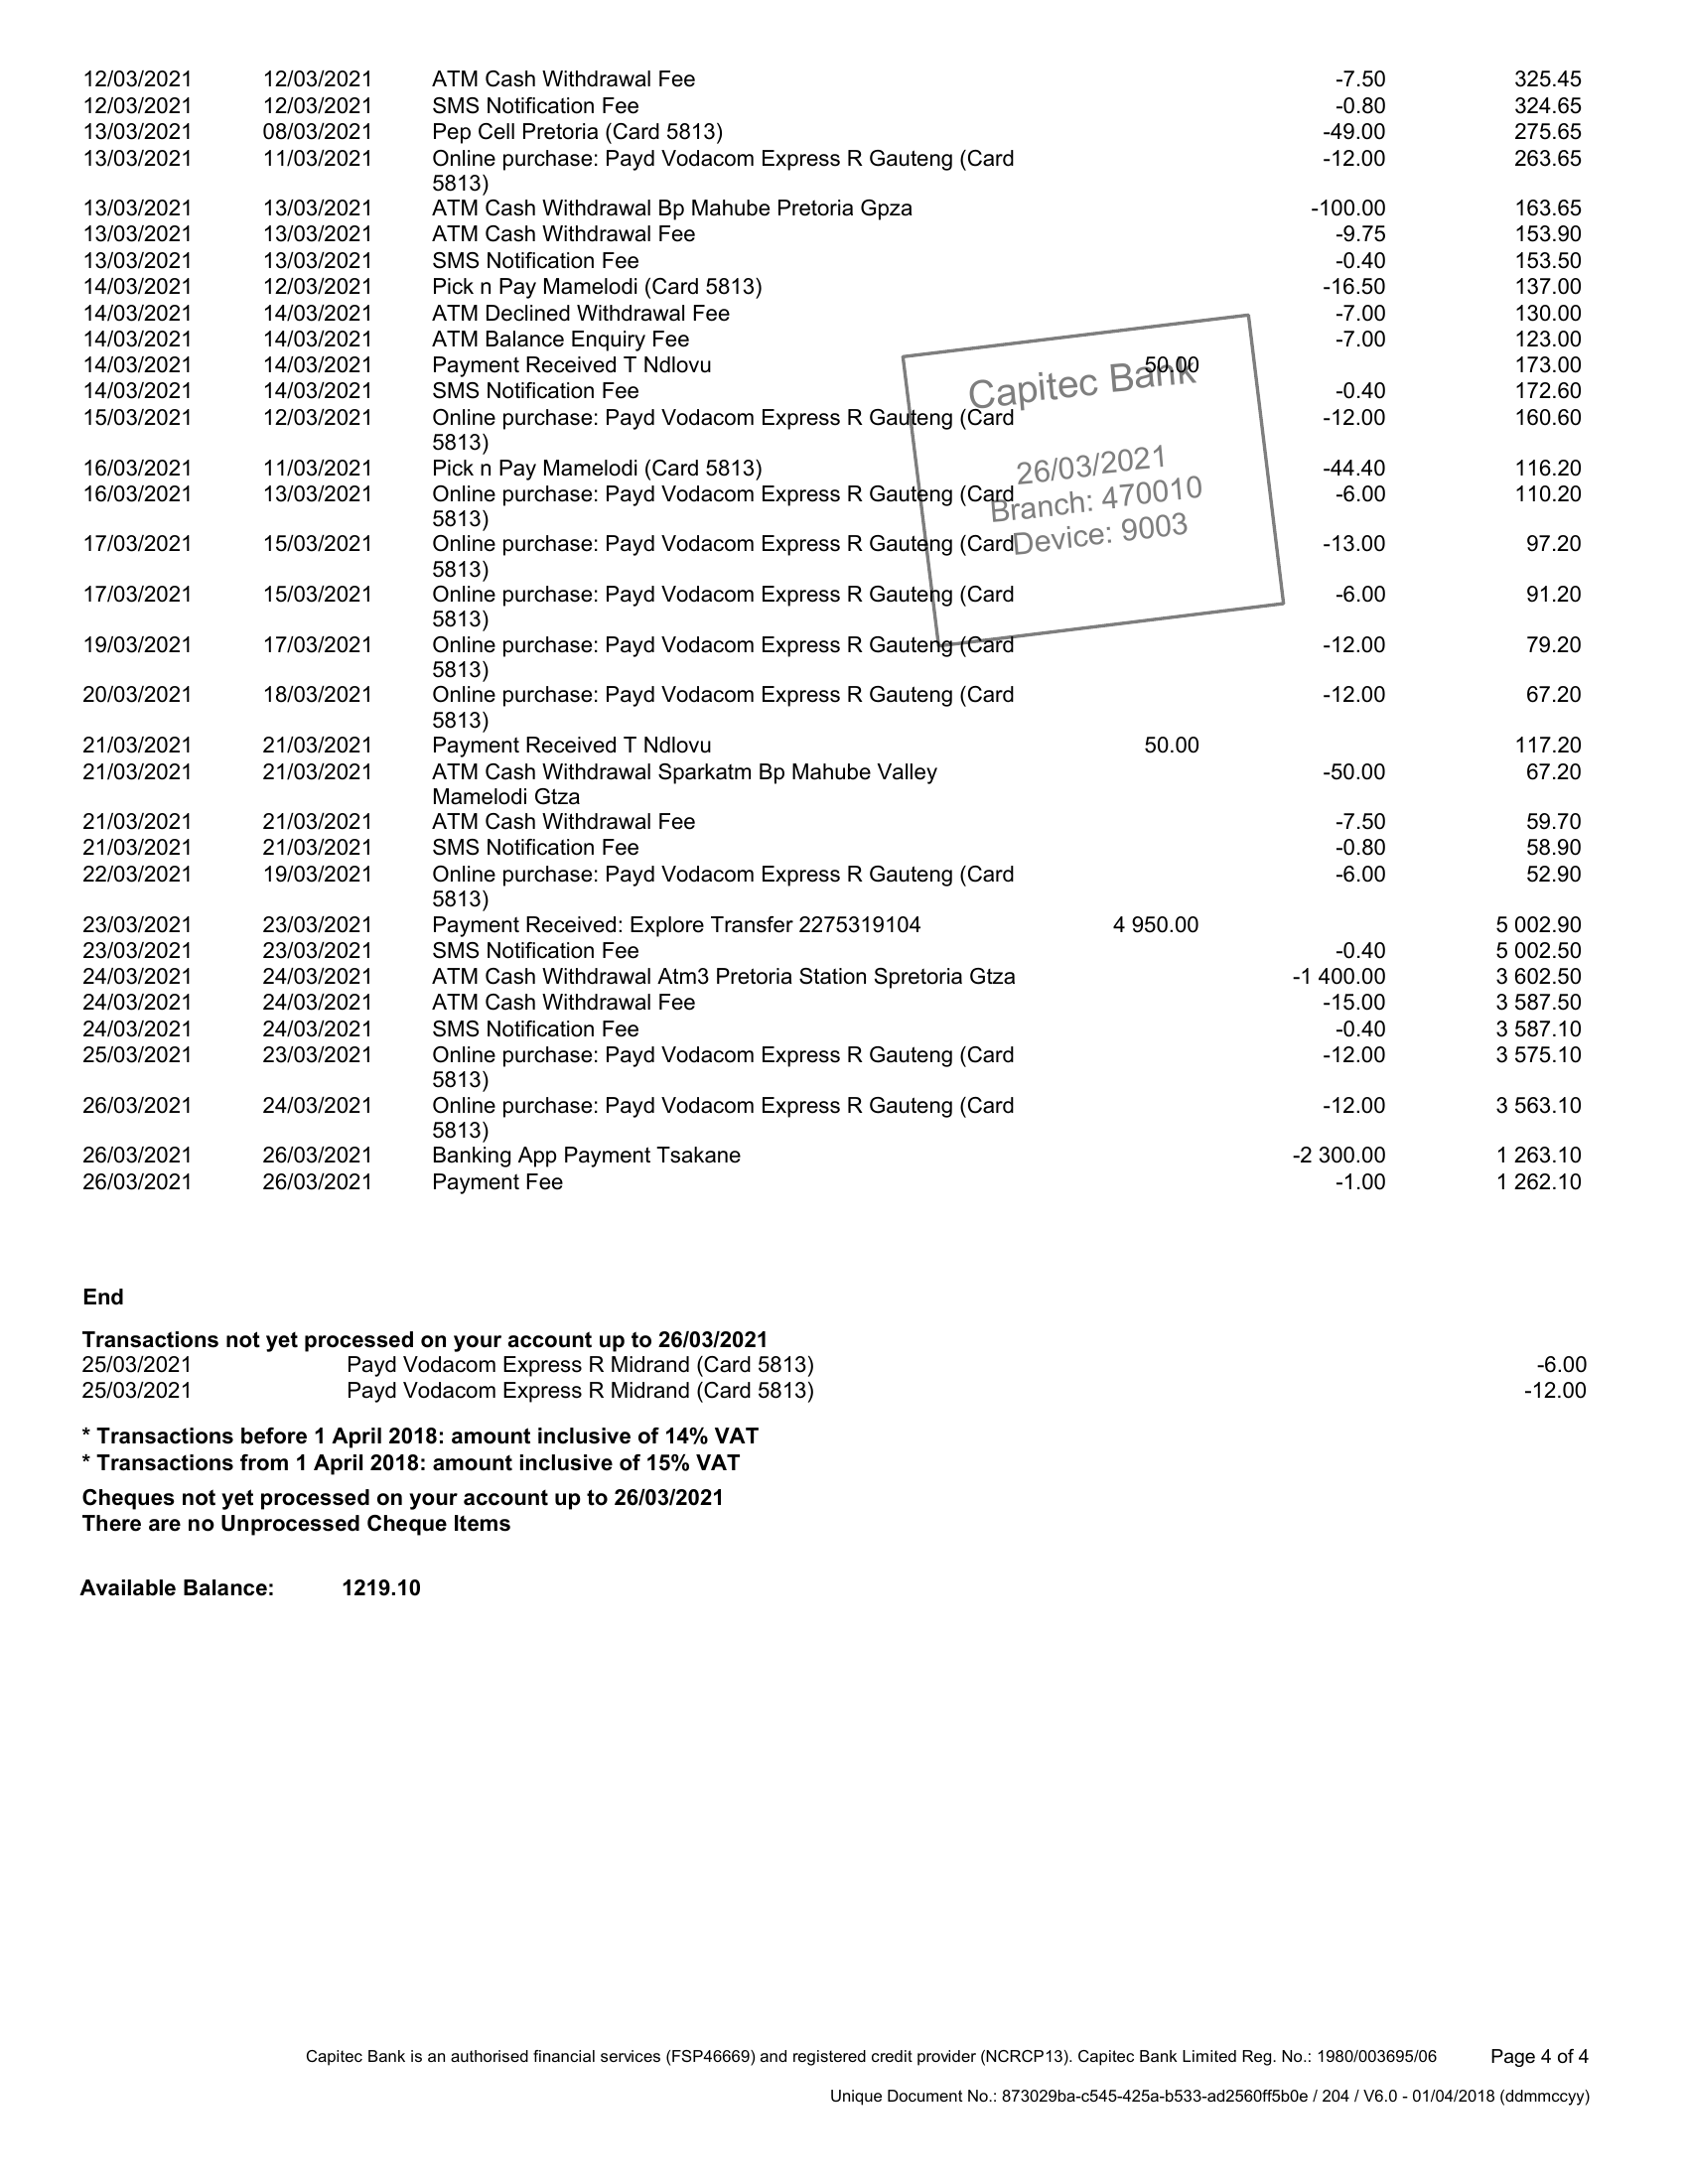 12/03/2021 12/03/2021 ATM Cash Withdrawal Fee -7.50 325.45
12/03/2021 12/03/2021 SMS Notification Fee -0.80 324.65
13/03/2021 08/03/2021 Pep Cell Pretoria (Card 5813) -49.00 275.65
13/03/2021 11/03/2021 Online purchase: Payd Vodacom Express R Gauteng (Card -12.00 263.65
5813)
13/03/2021 13/03/2021 ATM Cash Withdrawal Bp Mahube Pretoria Gpza -100.00 163.65
13/03/2021 13/03/2021 ATM Cash Withdrawal Fee -9.75 153.90
13/03/2021 13/03/2021 SMS Notification Fee -0.40 153.50
14/03/2021 12/03/2021 Pick n Pay Mamelodi (Card 5813) -16.50 137.00
14/03/2021 14/03/2021 ATM Declined Withdrawal Fee -7.00 130.00
14/03/2021 14/03/2021 ATM Balance Enquiry Fee -7.00 123.00
14/03/2021 14/03/2021 Payment Received T Ndlovu 50.00 173.00
14/03/2021 14/03/2021 SMS Notification Fee -0.40 172.60
15/03/2021 12/03/2021 Online purchase: Payd Vodacom Express R Gauteng (Card -12.00 160.60
5813)
16/03/2021 11/03/2021 Pick n Pay Mamelodi (Card 5813) -44.40 116.20
16/03/2021 13/03/2021 Online purchase: Payd Vodacom Express R Gauteng (Card -6.00 110.20
5813)
17/03/2021 15/03/2021 Online purchase: Payd Vodacom Express R Gauteng (Card -13.00 97.20
5813)
17/03/2021 15/03/2021 Online purchase: Payd Vodacom Express R Gauteng (Card -6.00 91.20
5813)
19/03/2021 17/03/2021 Online purchase: Payd Vodacom Express R Gauteng (Card -12.00 79.20
5813)
20/03/2021 18/03/2021 Online purchase: Payd Vodacom Express R Gauteng (Card -12.00 67.20
5813)
21/03/2021 21/03/2021 Payment Received T Ndlovu 50.00 117.20
21/03/2021 21/03/2021 ATM Cash Withdrawal Sparkatm Bp Mahube Valley -50.00 67.20
Mamelodi Gtza
21/03/2021 21/03/2021 ATM Cash Withdrawal Fee -7.50 59.70
21/03/2021 21/03/2021 SMS Notification Fee -0.80 58.90
22/03/2021 19/03/2021 Online purchase: Payd Vodacom Express R Gauteng (Card -6.00 52.90
5813)
23/03/2021 23/03/2021 Payment Received: Explore Transfer 2275319104 4 950.00 5 002.90
23/03/2021 23/03/2021 SMS Notification Fee -0.40 5 002.50
24/03/2021 24/03/2021 ATM Cash Withdrawal Atm3 Pretoria Station Spretoria Gtza -1 400.00 3 602.50
24/03/2021 24/03/2021 ATM Cash Withdrawal Fee -15.00 3 587.50
24/03/2021 24/03/2021 SMS Notification Fee -0.40 3 587.10
25/03/2021 23/03/2021 Online purchase: Payd Vodacom Express R Gauteng (Card -12.00 3 575.10
5813)
26/03/2021 24/03/2021 Online purchase: Payd Vodacom Express R Gauteng (Card -12.00 3 563.10
5813)
26/03/2021 26/03/2021 Banking App Payment Tsakane -2 300.00 1 263.10
26/03/2021 26/03/2021 Payment Fee -1.00 1 262.10
Capitec Bank
26/03/2021
Branch: 470010
Device: 9003
End
Transactions not yet processed on your account up to 26/03/2021
25/03/2021 Payd Vodacom Express R Midrand (Card 5813) -6.00
25/03/2021 Payd Vodacom Express R Midrand (Card 5813) -12.00
* Transactions before 1 April 2018: amount inclusive of 14% VAT
* Transactions from 1 April 2018: amount inclusive of 15% VAT
Cheques not yet processed on your account up to 26/03/2021
There are no Unprocessed Cheque Items
Available Balance: 1219.10
Capitec Bank is an authorised financial services (FSP46669) and registered credit provider (NCRCP13). Capitec Bank Limited Reg. No.: 1980/003695/06 Page 4 of 4
Unique Document No.: 873029ba-c545-425a-b533-ad2560ff5b0e / 204 / V6.0 - 01/04/2018 (ddmmccyy)